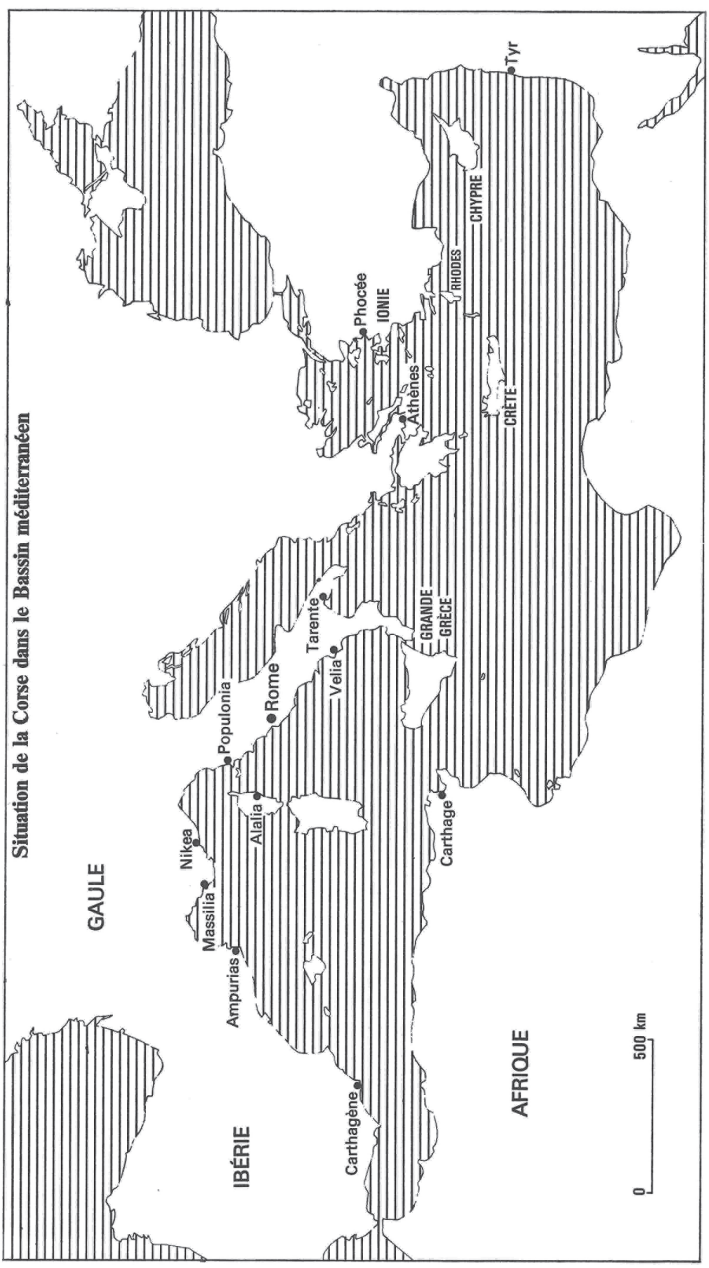 Situation de la Corse dans le Bassin méditerranéen
GAULE
Nikea
Populonia
Massilia
Ampurias
Alalia
Rome
Tarente
Velia
IBÉRIE
Carthagène
Phocée
IONIE
Athènes
GRANDE
GRÈCE
RHODES
CHYPRE
CRÈTE
Tyr
Carthage
AFRIQUE
0
500 km